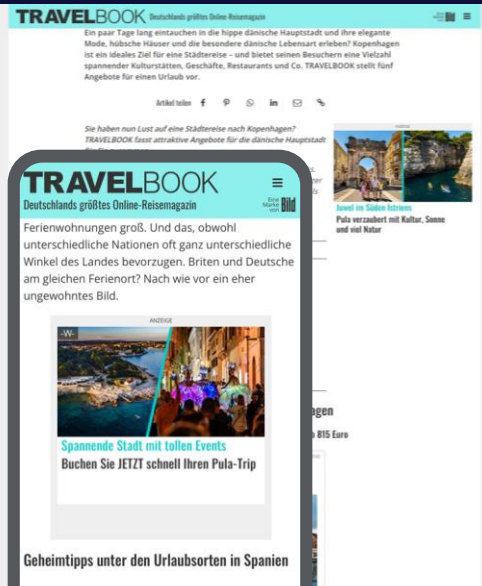 TRAVELBOOK Deutschlands größtes Online-Reisemagazin
Ein paar Tage lang eintauchen in die hippe dänische Hauptstadt und ihre elegante
Mode, hübsche Häuser und die besondere dänische Lebensart erleben? Kopenhagen
ist ein ideales Ziel für eine Städtereise – und bietet seinen Besuchern eine Vielzahl
spannender Kulturstätten, Geschäfte, Restaurants und Co. TRAVELBOOK stellt fünf
Angebote für einen Urlaub vor.
Artikel teilen
Sie haben nun Lust auf eine Städtereise nach Kopenhagen?
TRAVELBOOK fasst attraktive Angebote für die dänische Hauptstadt
ANZEIGE
Juwel im Süden Istriens
Pula verzaubert mit Kultur, Sonne
und viel Natur
815 Euro
TRAVELBOOK
Deutschlands größtes Online-Reisemagazin
Eine
Marke
von Bild
Ferienwohnungen groß. Und das, obwohl
unterschiedliche Nationen oft ganz unterschiedliche
Winkel des Landes bevorzugen. Briten und Deutsche
am gleichen Ferienort? Nach wie vor ein eher
ungewohntes Bild.
ANZEIGE
-W-
Spannende Stadt mit tollen Events
Buchen Sie JETZT schnell Ihren Pula-Trip
Geheimtipps unter den Urlaubsorten in Spanien